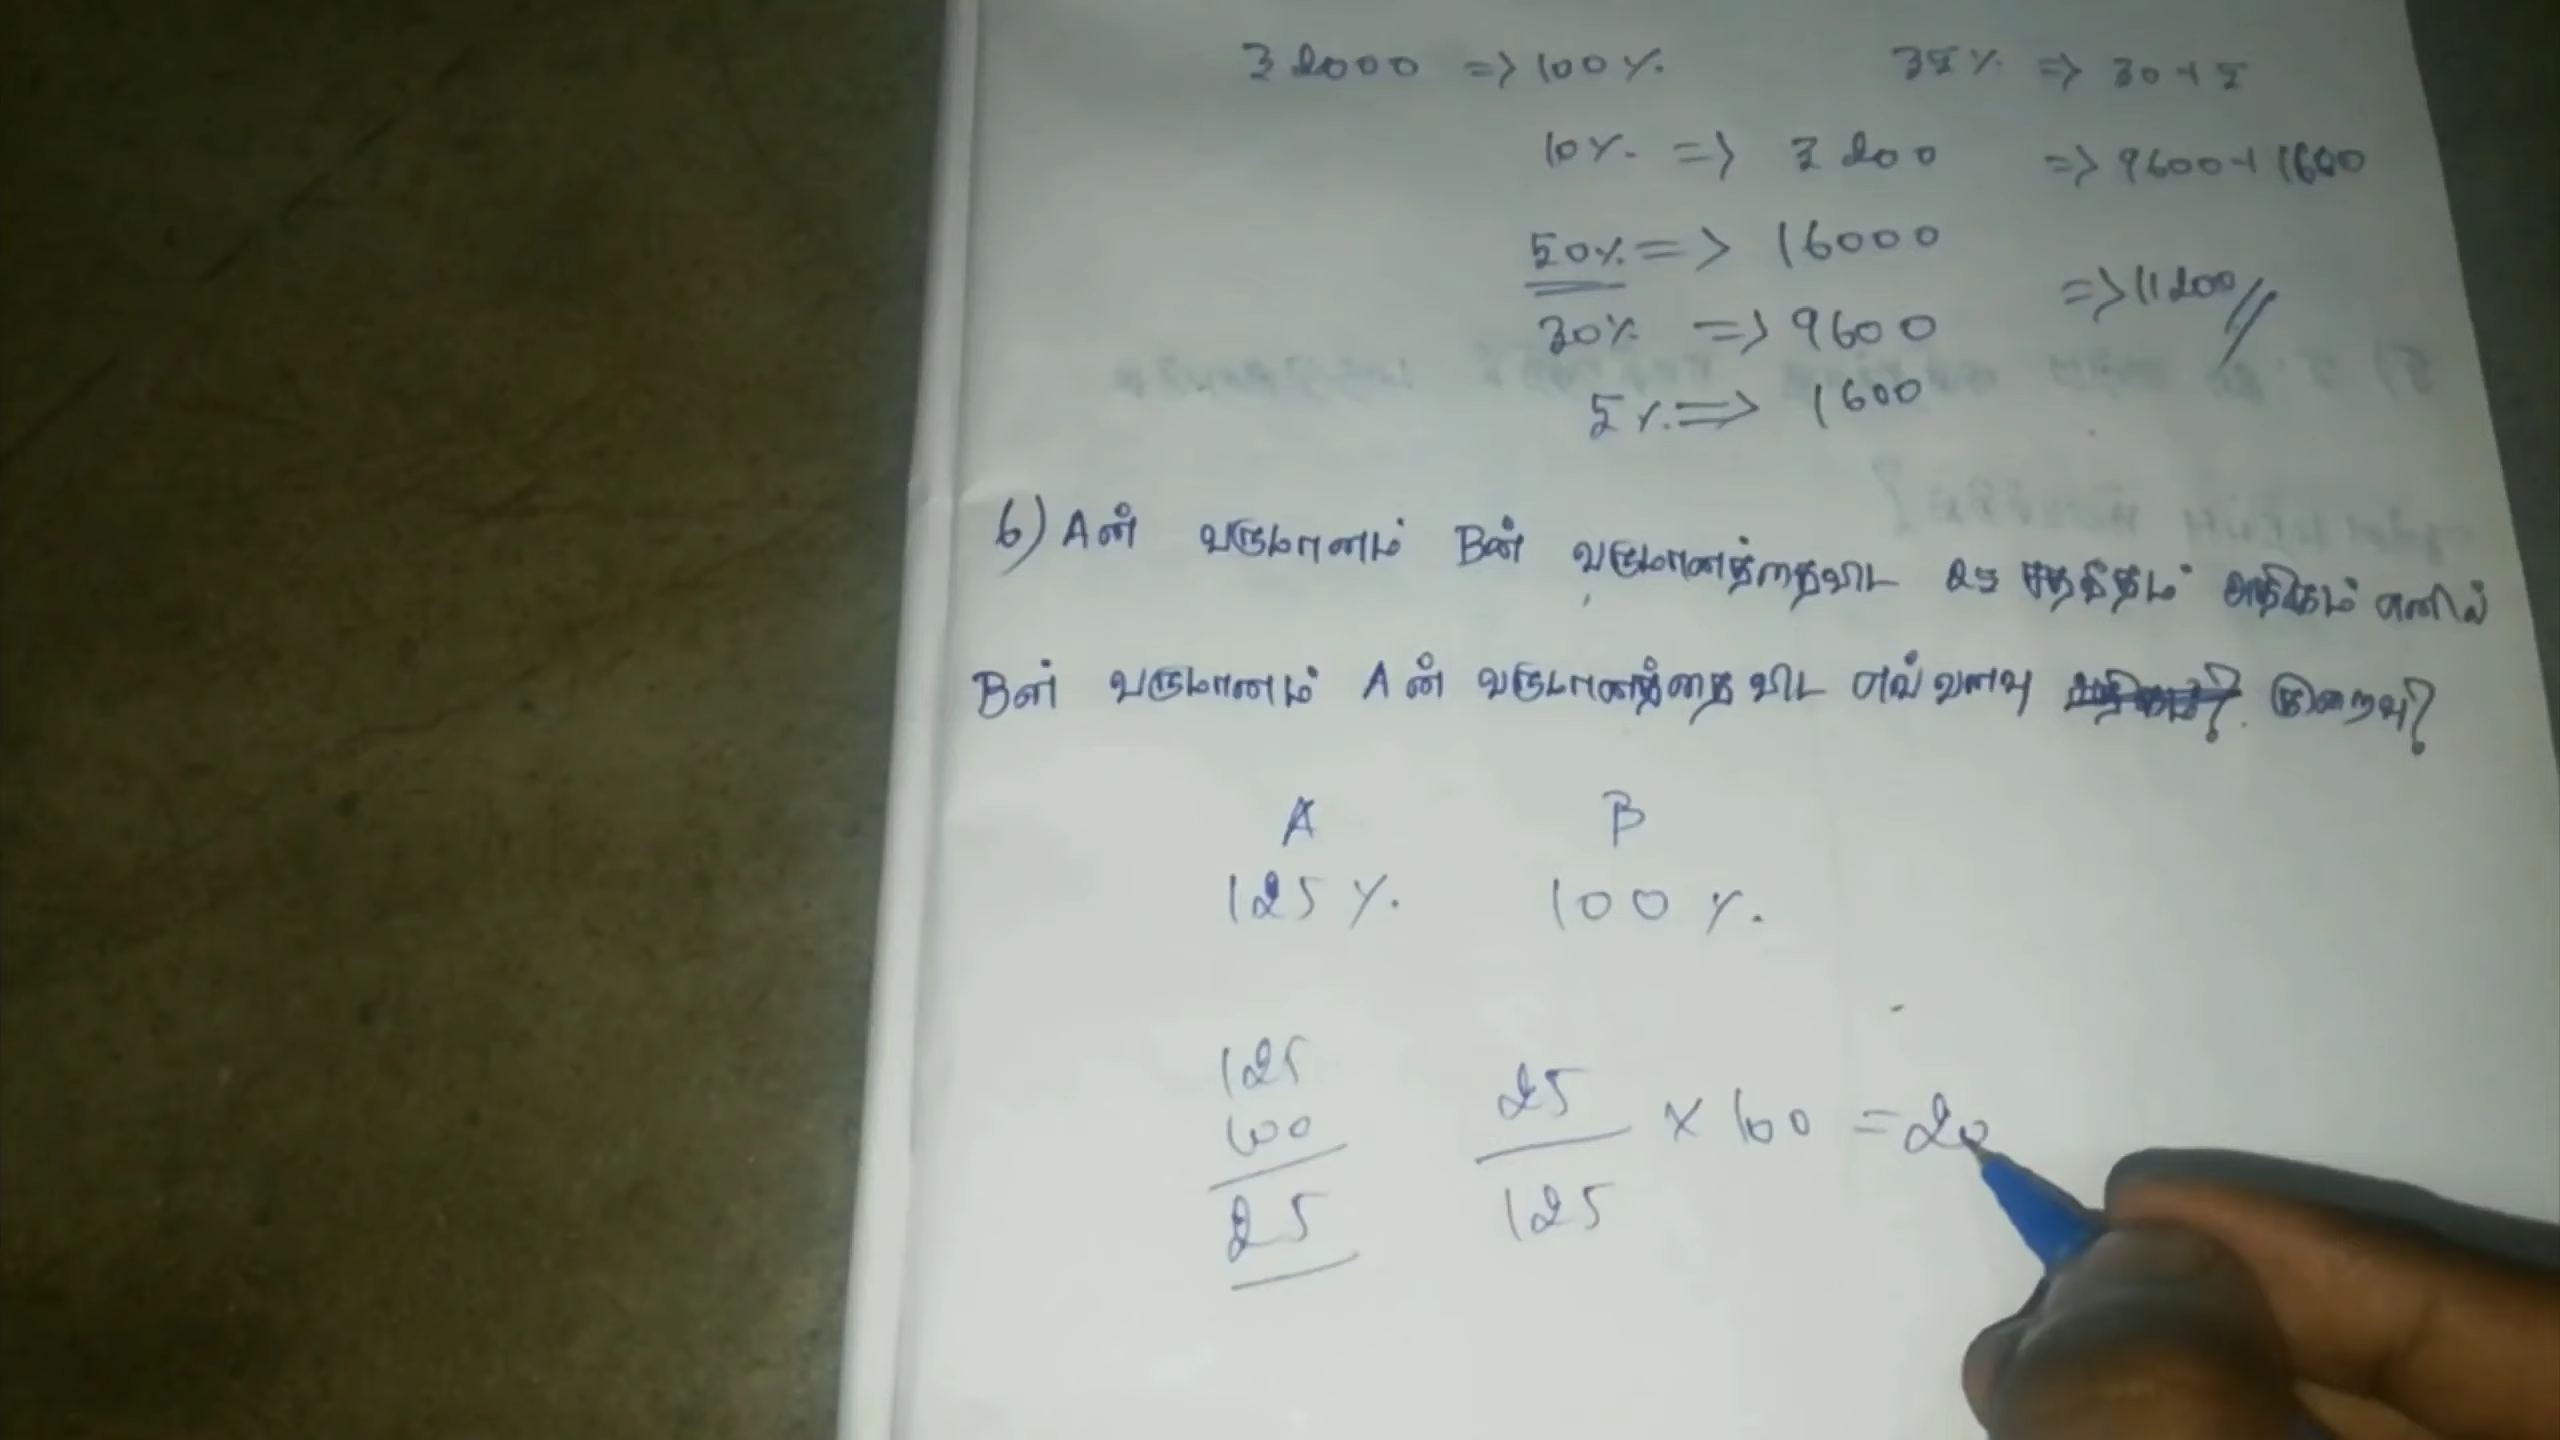 32000 => 100%
35% => 30+5
10% => 3200
=> 9600+1600
50% => 16000
=> 11200//
30% => 9600
5% => 1600
6) Aன் வருமானம் Bன் வருமானத்தைவிட 25 சதவீதம் அதிகம் எனில்
Bன் வருமானம் Aன் வருமானத்தை விட எவ்வளவு குறைவு?
A B
125% 100%
125
100
25
25
125
× 100 = 20